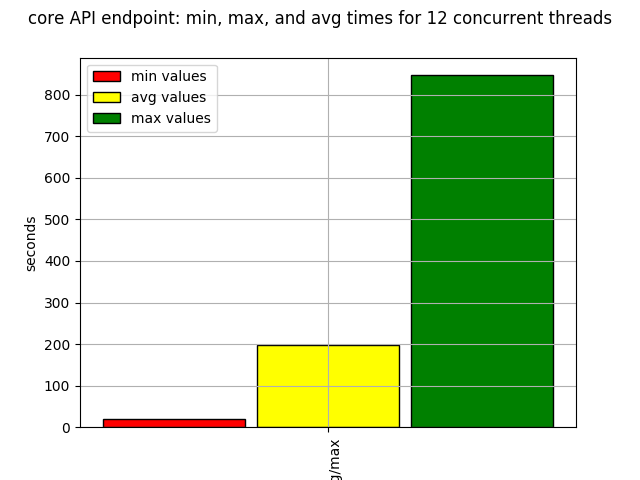 core API endpoint: min, max, and avg times for 12 concurrent threads
min values
avg values
max values
800
700
600
500
400
300
200
100
0
seconds
g/max